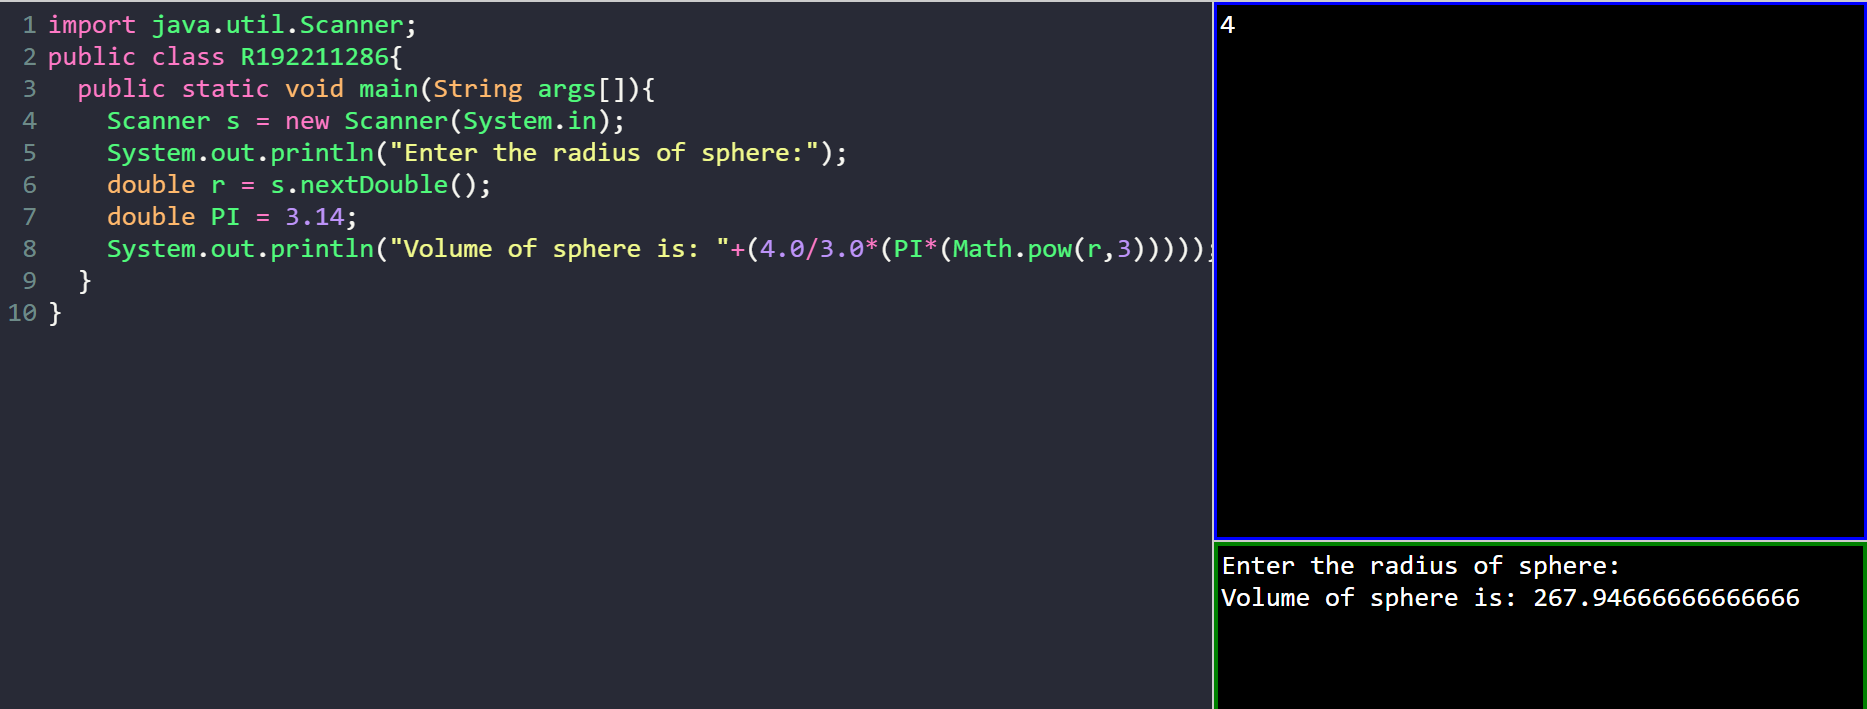 1 import java.util.Scanner;
2 public class R192211286{
3   public static void main(String args[]){
4     Scanner s = new Scanner(System.in);
5     System.out.println("Enter the radius of sphere:");
6     double r = s.nextDouble();
7     double PI = 3.14;
8     System.out.println("Volume of sphere is: "+(4.0/3.0*(PI*(Math.pow(r,3)))));
9   }
10 }
4
Enter the radius of sphere:
Volume of sphere is: 267.94666666666666